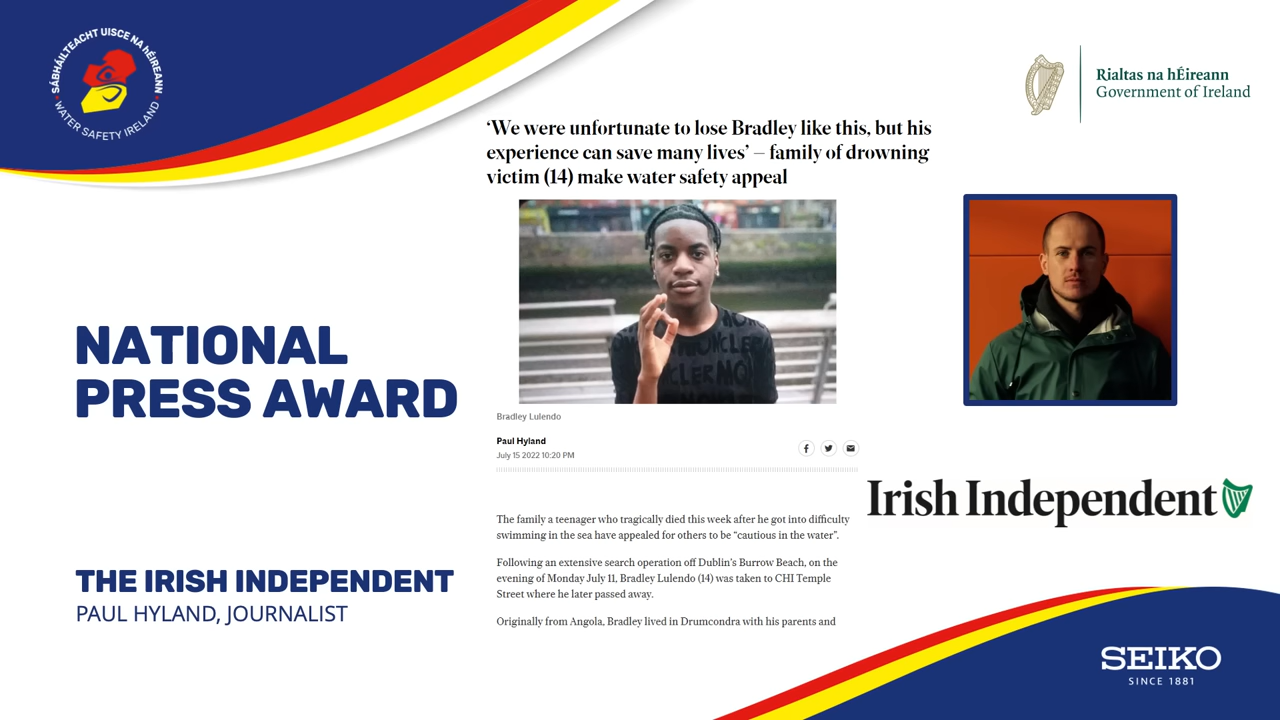 SÁBHÁILTEACHT UISCE NA hÉIREANN
WATER SAFETY IRELAND
Rialtas na hÉireann
Government of Ireland
‘We were unfortunate to lose Bradley like this, but his
experience can save many lives’ – family of drowning
victim (14) make water safety appeal
NATIONAL
PRESS AWARD
Bradley Lulendo
Paul Hyland
July 15 2022 10:20 PM
Irish Independent
The family a teenager who tragically died this week after he got into difficulty
swimming in the sea have appealed for others to be “cautious in the water”.
Following an extensive search operation off Dublin’s Burrow Beach, on the
evening of Monday July 11, Bradley Lulendo (14) was taken to CHI Temple
Street where he later passed away.
Originally from Angola, Bradley lived in Drumcondra with his parents and
THE IRISH INDEPENDENT
PAUL HYLAND, JOURNALIST
SEIKO
SINCE 1881